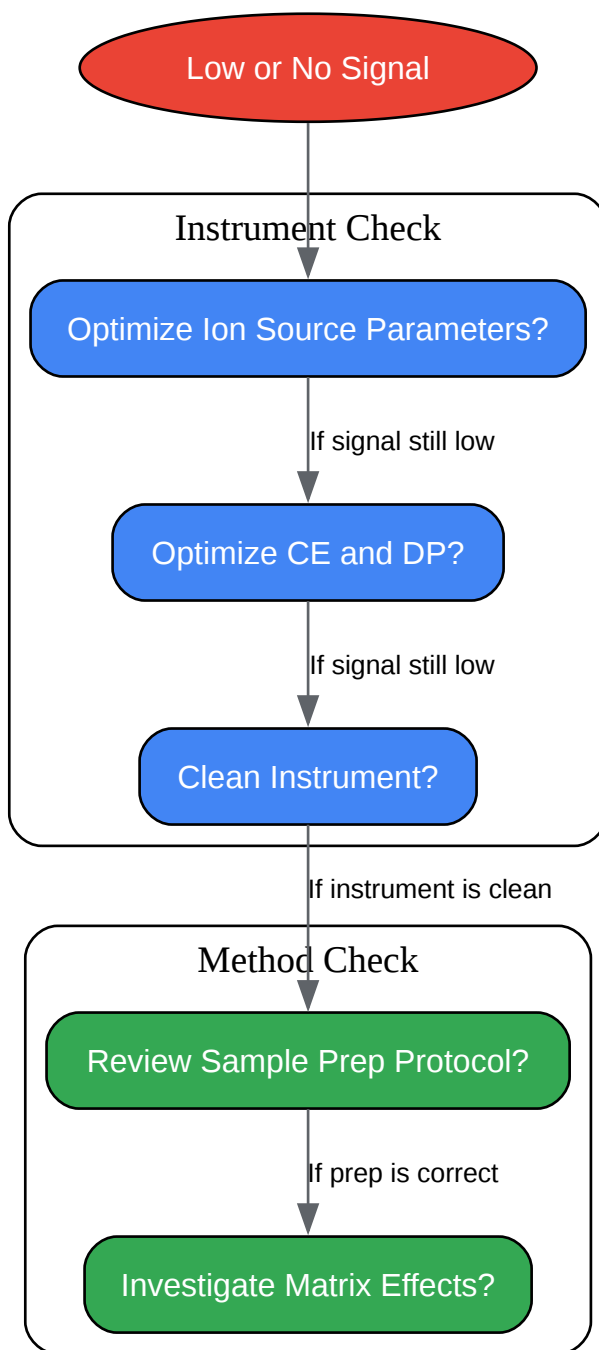 Low or No Signal
Instrument Check
Optimize Ion Source Parameters?
If signal still low
Optimize CE and DP?
If signal still low
Clean Instrument?
If instrument is clean
Method Check
Review Sample Prep Protocol?
If prep is correct
Investigate Matrix Effects?